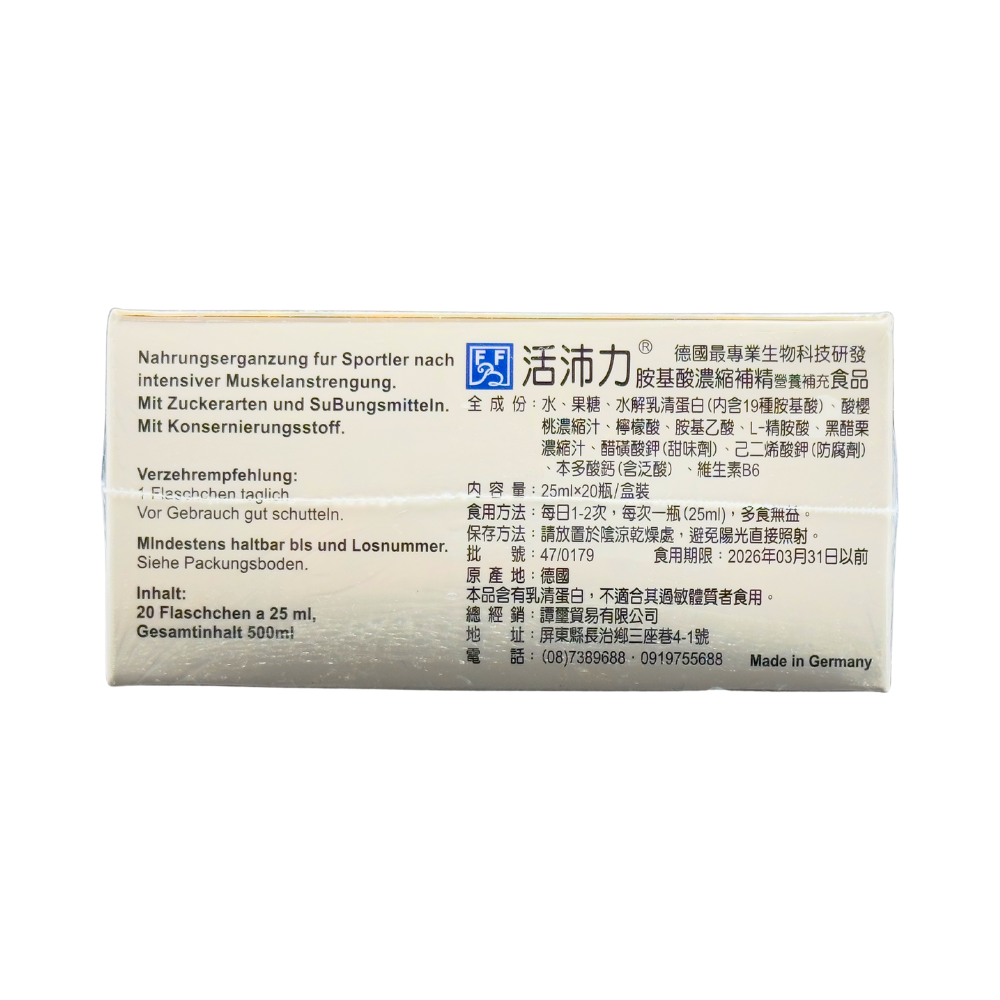 Nahrungserganzung fur Sportler nach
intensiver Muskelanstrengung.
Mit Zuckerarten und SuBungsmitteln.
Mit Konsernierungsstoff.
Verzehrempfehlung:
1 Flaschchen taglich
Vor Gebrauch gut schutteln.
Mindestens haltbar bls und Losnummer.
Siehe Packungsboden.
Inhalt:
20 Flaschchen a 25 ml,
Gesamtinhalt 500ml
FF
活沛力®
德國最專業生物科技研發
胺基酸濃縮補精營養補充食品
全成份：水、果糖、水解乳清蛋白(內含19種胺基酸)、酸櫻
桃濃縮汁、檸檬酸、胺基乙酸、L-精胺酸、黑醋栗
濃縮汁、醋磺酸鉀(甜味劑)、己二烯酸鉀(防腐劑)
、本多酸鈣(含泛酸)、維生素B6
內容量：25ml×20瓶/盒裝
食用方法：每日1-2次，每次一瓶(25ml)，多食無益。
保存方法：請放置於陰涼乾燥處，避免陽光直接照射。
批號：47/0179 食用期限：2026年03月31日以前
原產地：德國
本品含有乳清蛋白，不適合其過敏體質者食用。
總經銷：譚璽貿易有限公司
地址：屏東縣長治鄉三座巷4-1號
電話：(08)7389688・0919755688 Made in Germany